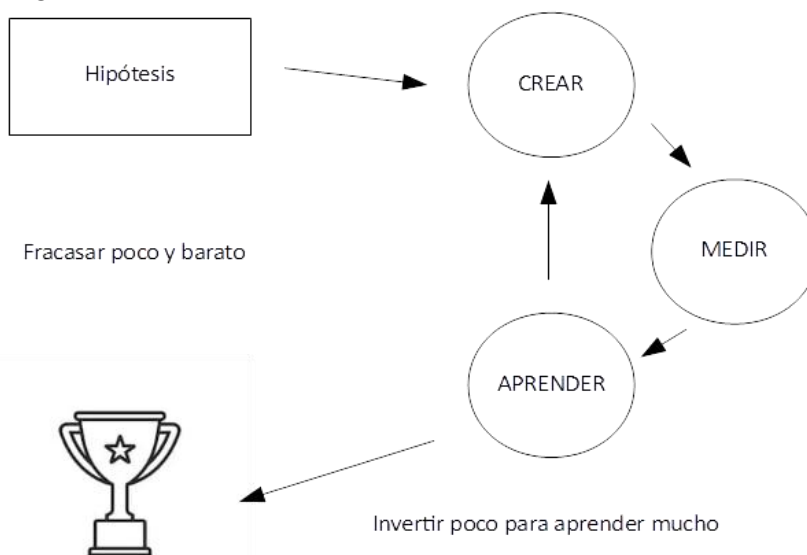 Hipótesis
CREAR
MEDIR
Fracasar poco y barato
APRENDER
Invertir poco para aprender mucho